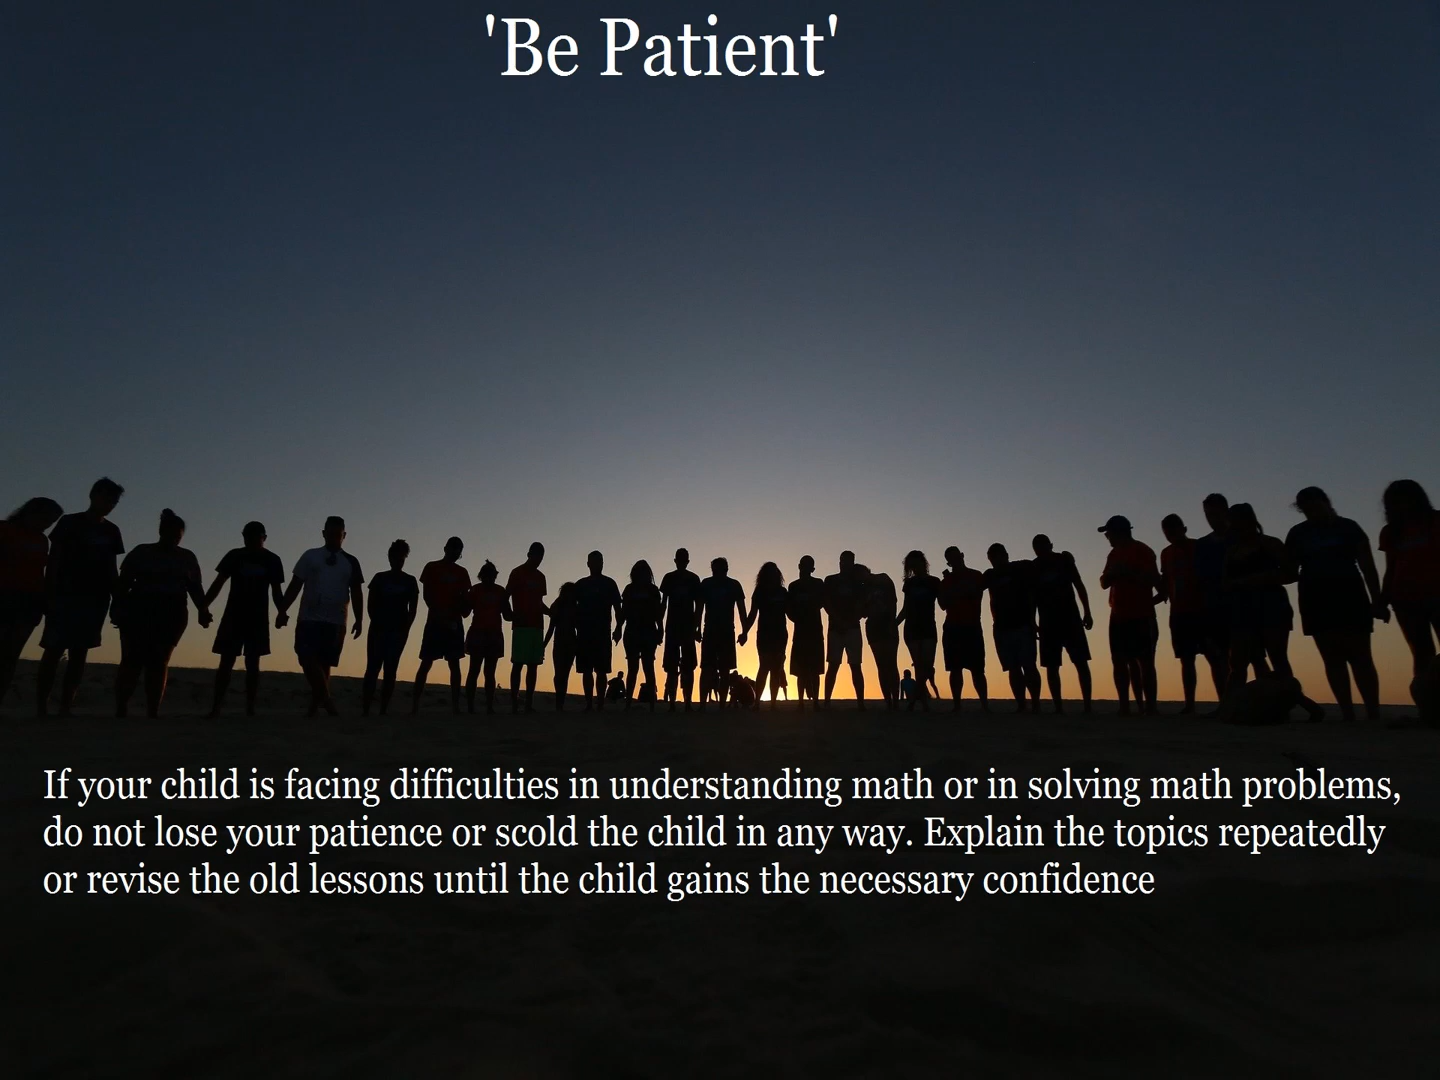 'Be Patient'
If your child is facing difficulties in understanding math or in solving math problems,
do not lose your patience or scold the child in any way. Explain the topics repeatedly
or revise the old lessons until the child gains the necessary confidence